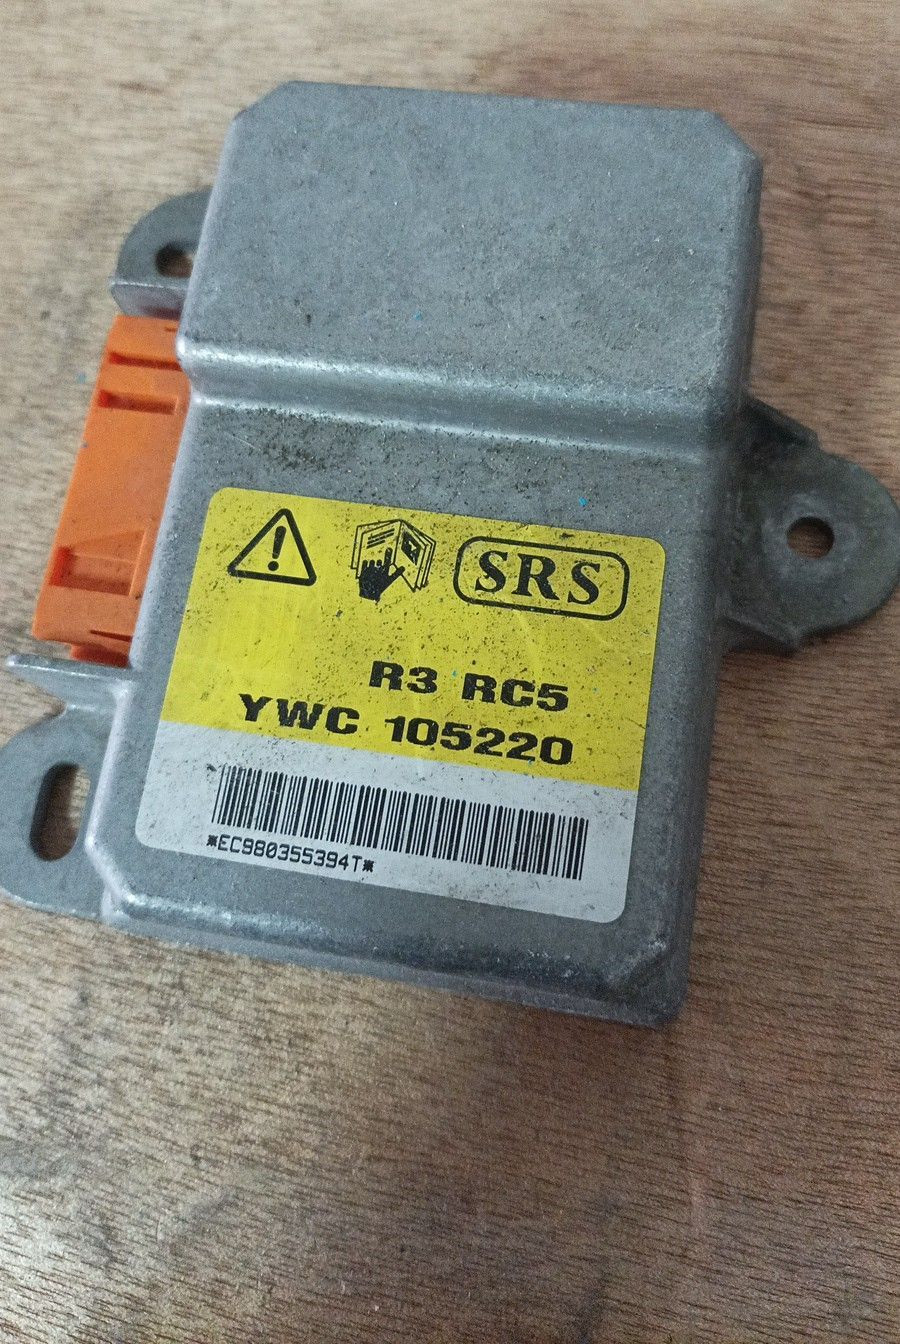 SRS
R3 RC5
YWC 105220
*EC980355394T*